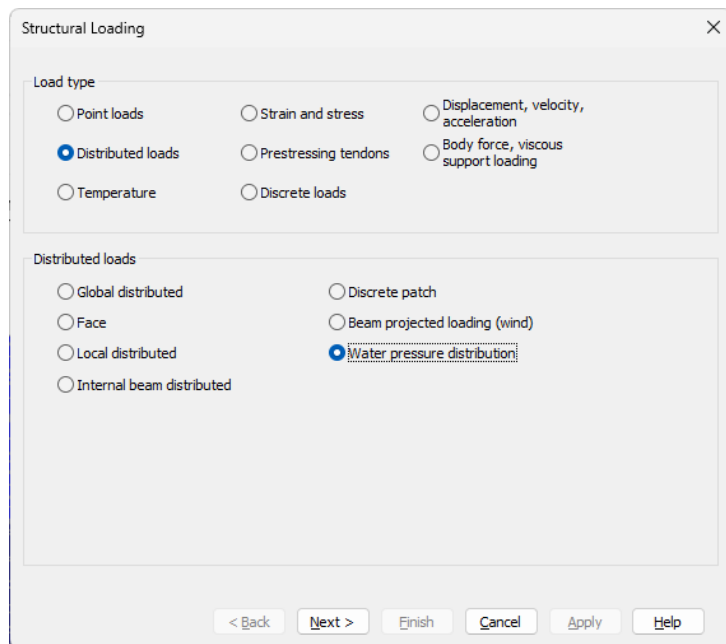 Structural Loading
Load type
Point loads
Strain and stress
Displacement, velocity,
acceleration
Distributed loads
Prestressing tendons
Body force, viscous
support loading
Temperature
Discrete loads
Distributed loads
Global distributed
Discrete patch
Face
Beam projected loading (wind)
Local distributed
Water pressure distribution
Internal beam distributed
< Back
Next >
Finish
Cancel
Apply
Help